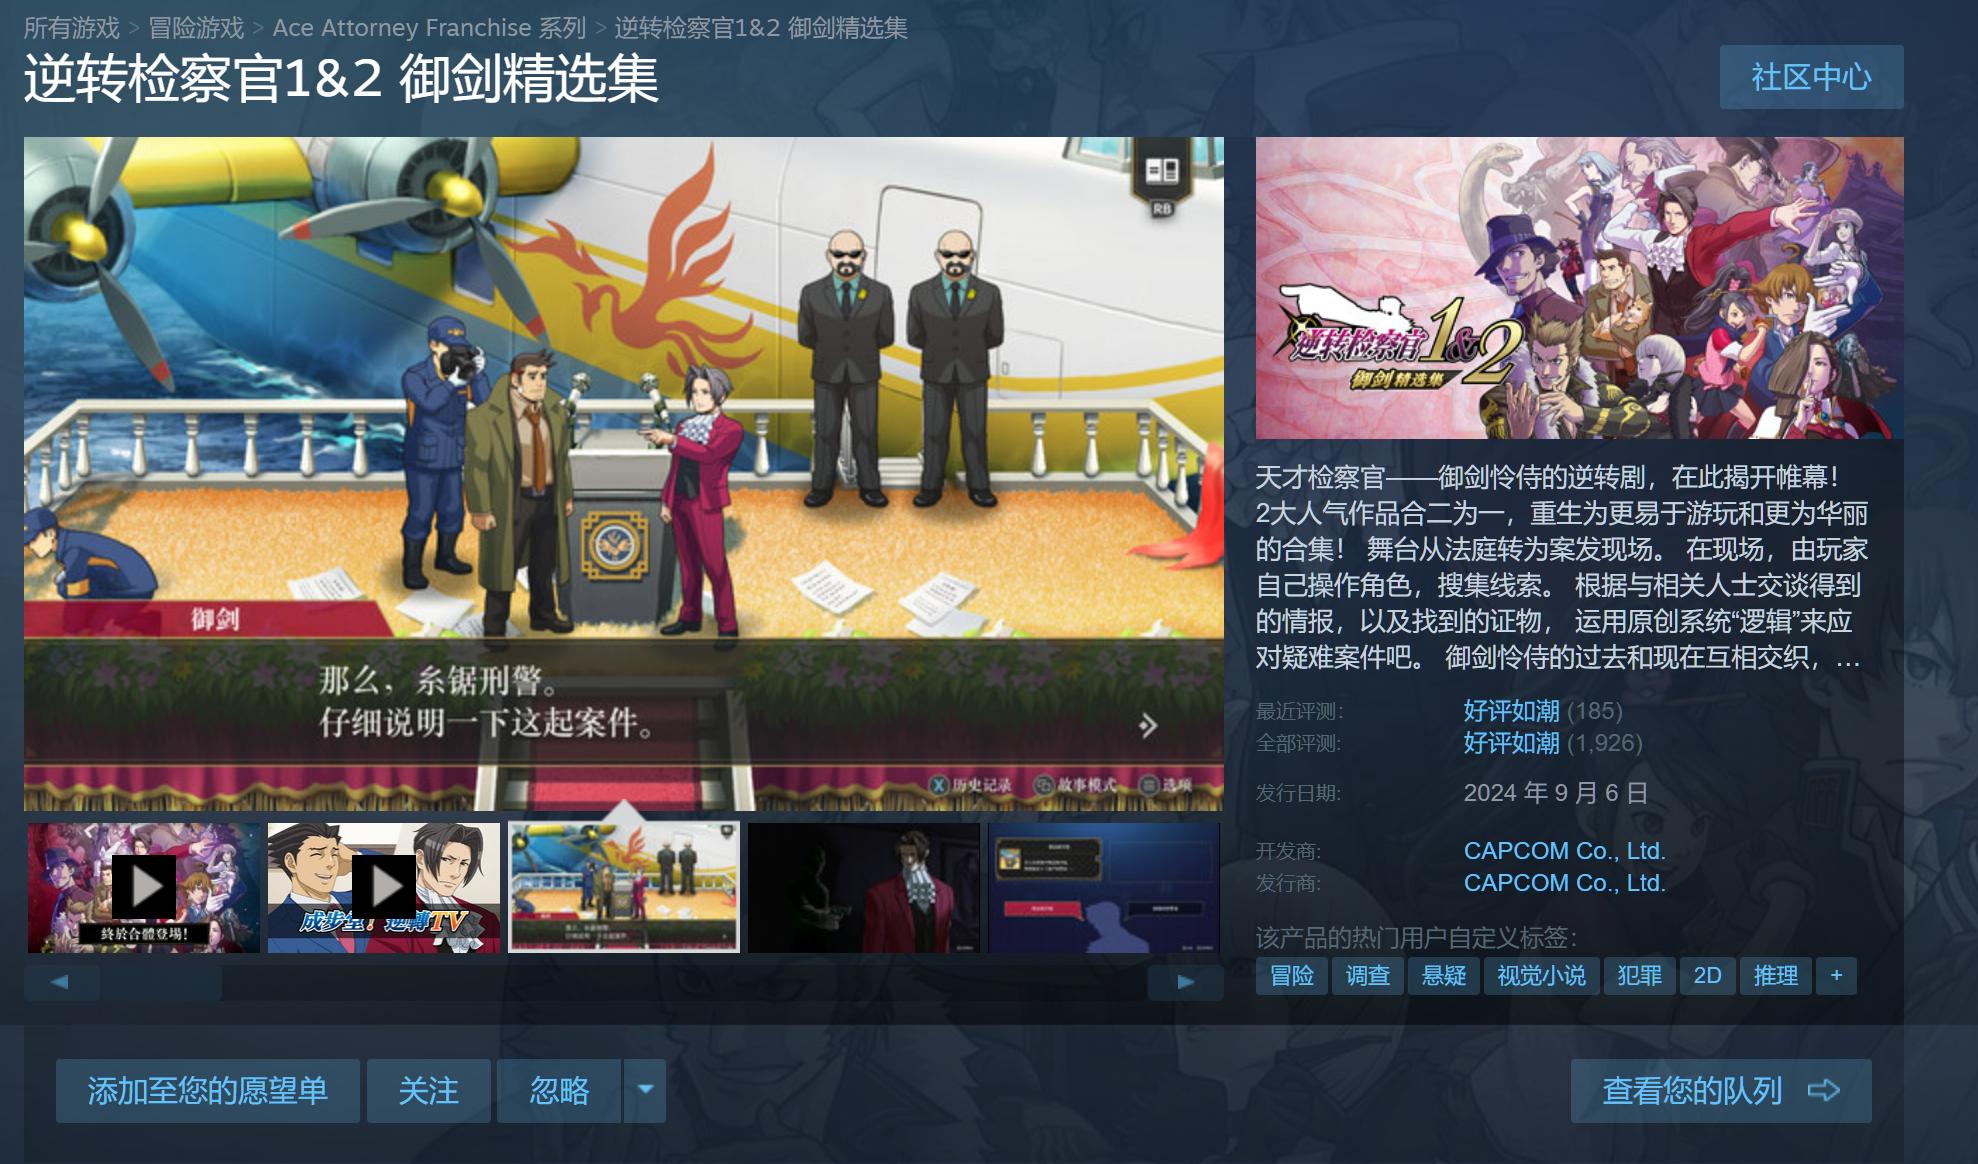 所有游戏 > 冒险游戏 > Ace Attorney Franchise 系列 > 逆转检察官1&2 御剑精选集
逆转检察官1&2 御剑精选集
社区中心
RB
御剑
那么，糸锯刑警。
仔细说明一下这起案件。
X 历史记录 故事模式 选项
終於合體登場!
成步堂! 逆轉TV
逆转检察官1&2
御剑精选集
天才检察官——御剑怜侍的逆转剧，在此揭开帷幕！
2大人气作品合二为一，重生为更易于游玩和更为华丽
的合集！ 舞台从法庭转为案发现场。 在现场，由玩家
自己操作角色，搜集线索。 根据与相关人士交谈得到
的情报，以及找到的证物， 运用原创系统“逻辑”来应
对疑难案件吧。 御剑怜侍的过去和现在互相交织，…
最近评测: 好评如潮 (185)
全部评测: 好评如潮 (1,926)
发行日期: 2024 年 9 月 6 日
开发商: CAPCOM Co., Ltd.
发行商: CAPCOM Co., Ltd.
该产品的热门用户自定义标签:
冒险 调查 悬疑 视觉小说 犯罪 2D 推理 +
添加至您的愿望单 关注 忽略
查看您的队列